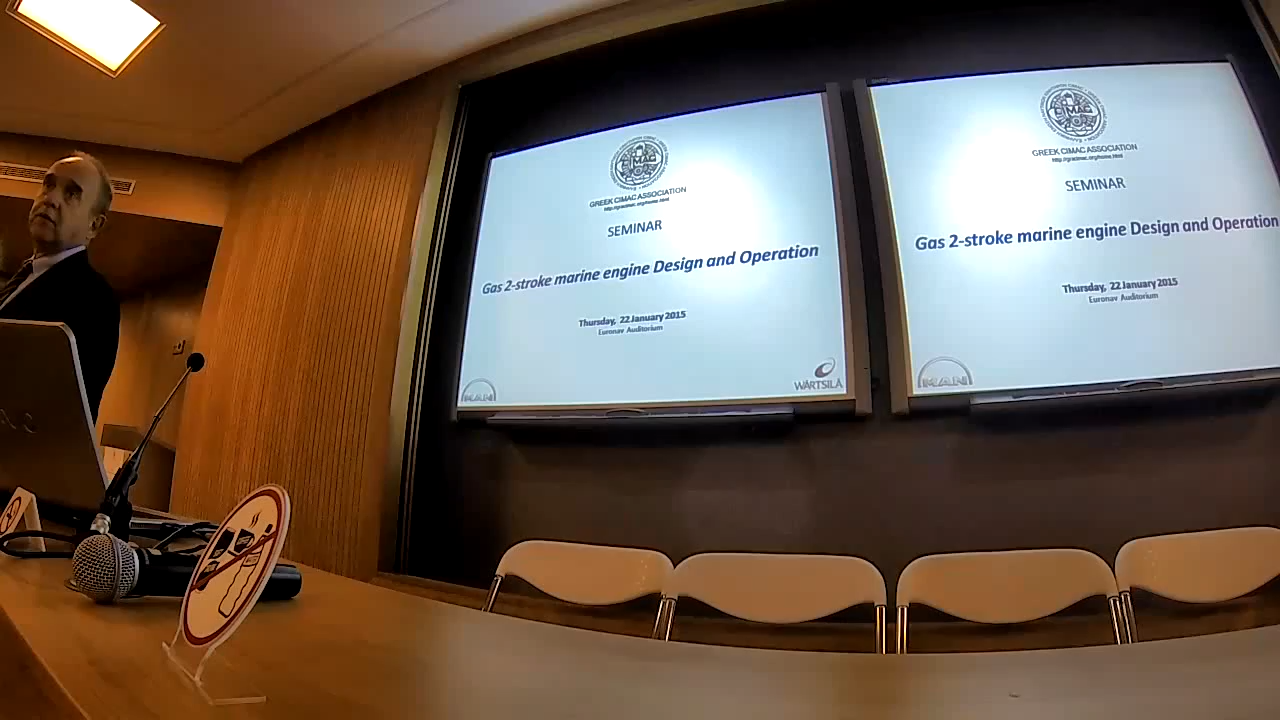 CIMAC
GREEK CIMAC ASSOCIATION
SEMINAR
Gas 2-stroke marine engine Design and Operation
Thursday, 22 January 2015
Euronav Auditorium
MAN
WÄRTSILÄ
CIMAC
GREEK CIMAC ASSOCIATION
SEMINAR
Gas 2-stroke marine engine Design and Operation
Thursday, 22 January 2015
Euronav Auditorium
MAN